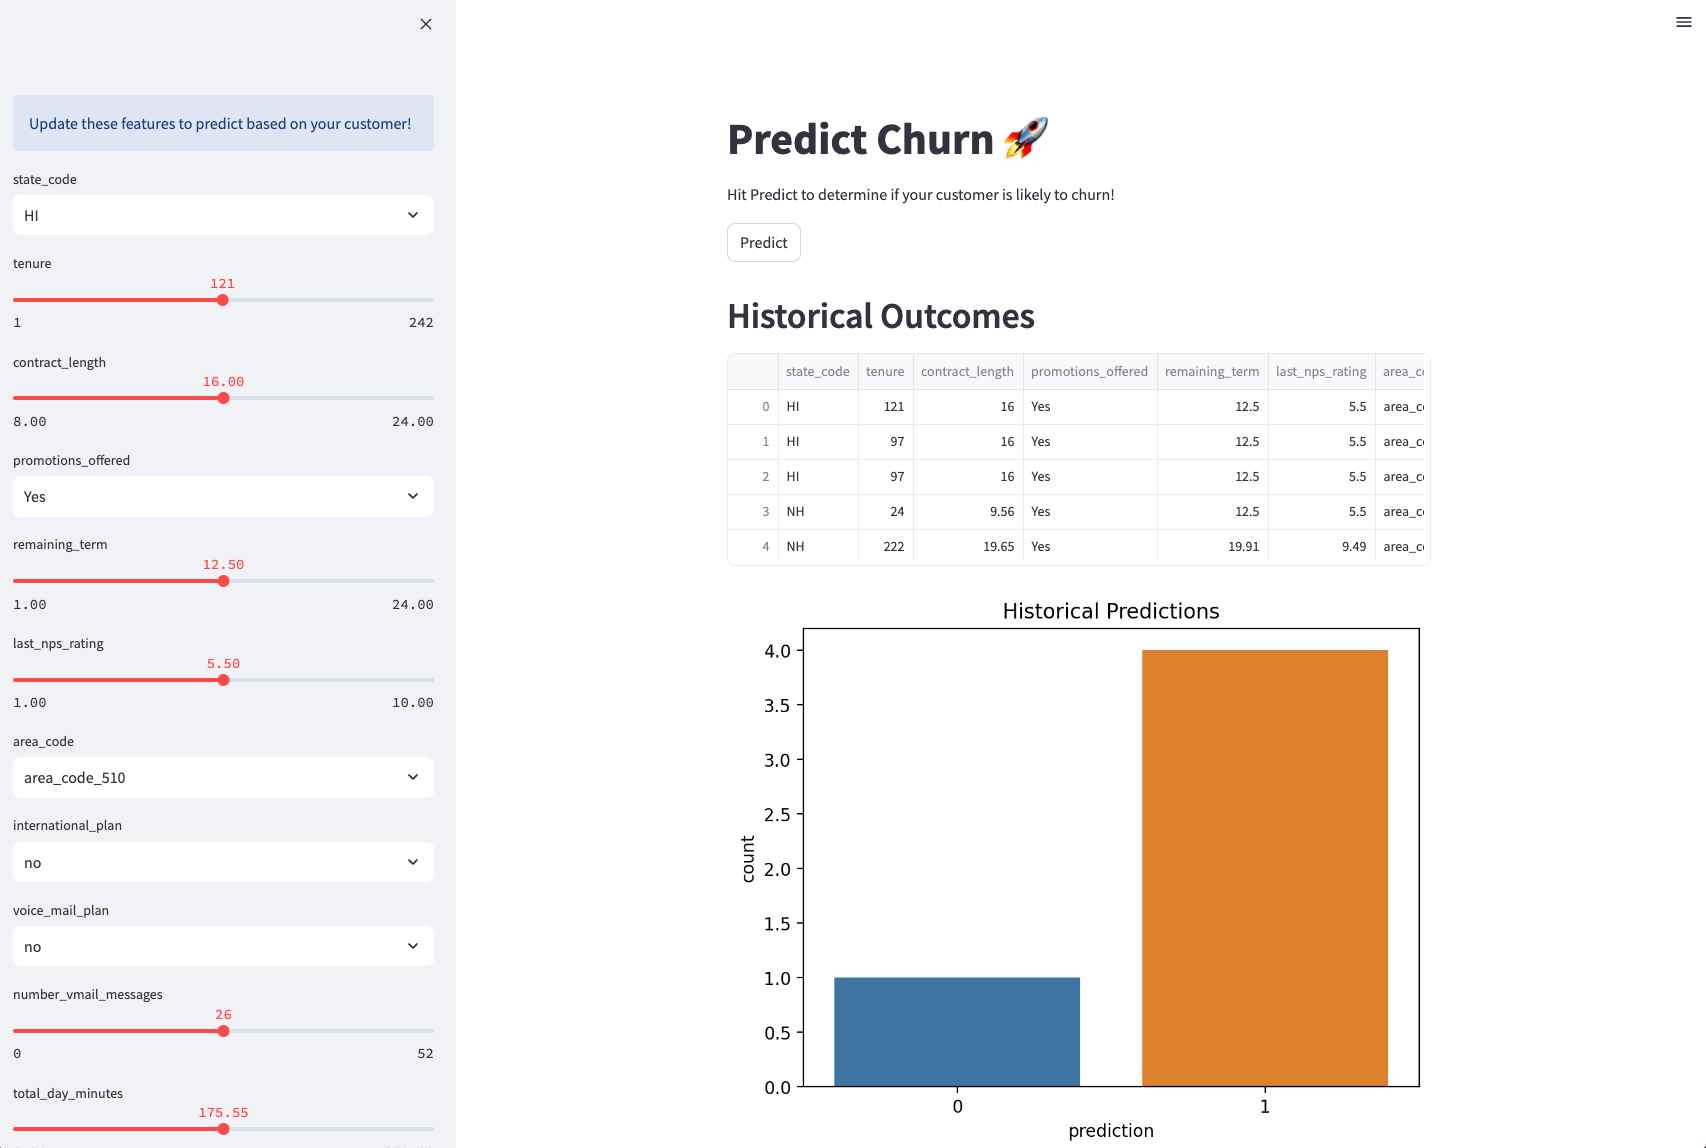 Update these features to predict based on your customer!
state_code
HI
tenure
121
1 242
contract_length
16.00
8.00 24.00
promotions_offered
Yes
remaining_term
12.50
1.00 24.00
last_nps_rating
5.50
1.00 10.00
area_code
area_code_510
international_plan
no
voice_mail_plan
no
number_vmail_messages
26
0 52
total_day_minutes
175.55
Predict Churn 🚀
Hit Predict to determine if your customer is likely to churn!
Predict
Historical Outcomes
state_code tenure contract_length promotions_offered remaining_term last_nps_rating area_c
0 HI 121 16 Yes 12.5 5.5 area_c
1 HI 97 16 Yes 12.5 5.5 area_c
2 HI 97 16 Yes 12.5 5.5 area_c
3 NH 24 9.56 Yes 12.5 5.5 area_c
4 NH 222 19.65 Yes 19.91 9.49 area_c
Historical Predictions
4.0
3.5
3.0
2.5
2.0
1.5
1.0
0.5
0.0
count
0 1
prediction